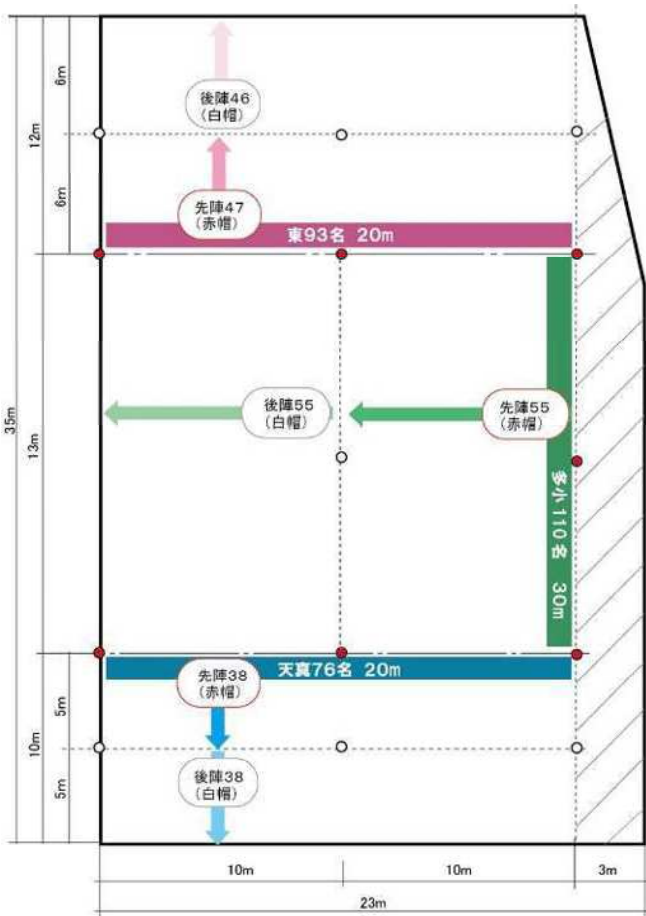 6m
後陣46
(白帽)
12m
6m
先陣47
(赤帽)
東93名 20m
35m
13m
後陣55
(白帽)
先陣55
(赤帽)
多小110名 30m
天真76名 20m
先陣38
(赤帽)
5m
10m
後陣38
(白帽)
5m
10m
10m
3m
23m